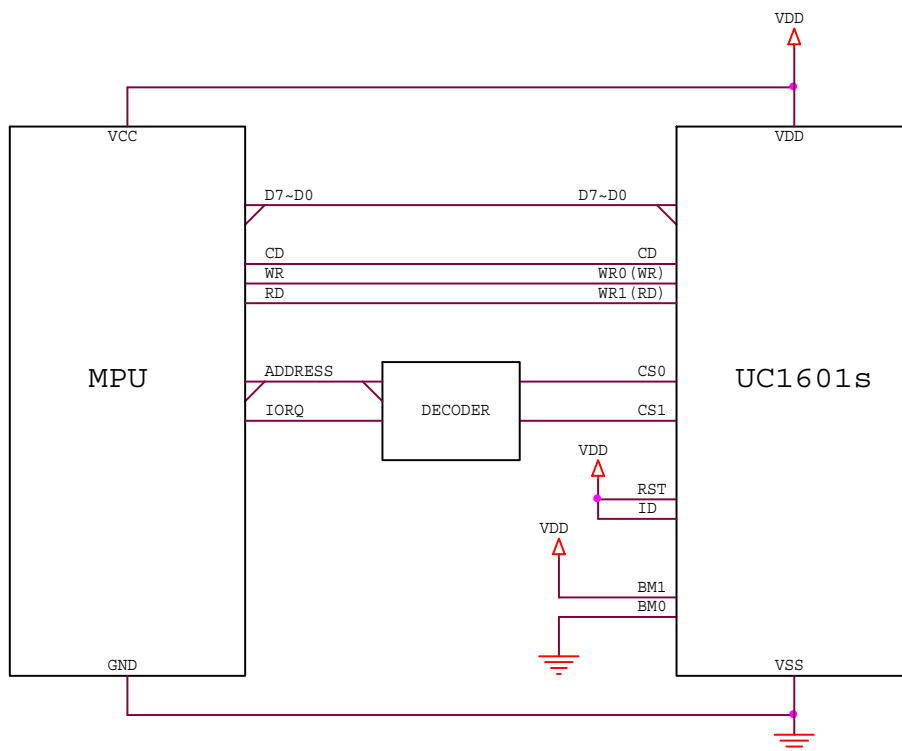 VDD
VCC
VDD
D7~D0
D7~D0
CD
CD
WR
WR0(WR)
RD
WR1(RD)
MPU
ADDRESS
CS0
UC1601s
IORQ
DECODER
CS1
VDD
RST
ID
VDD
BM1
BM0
GND
VSS